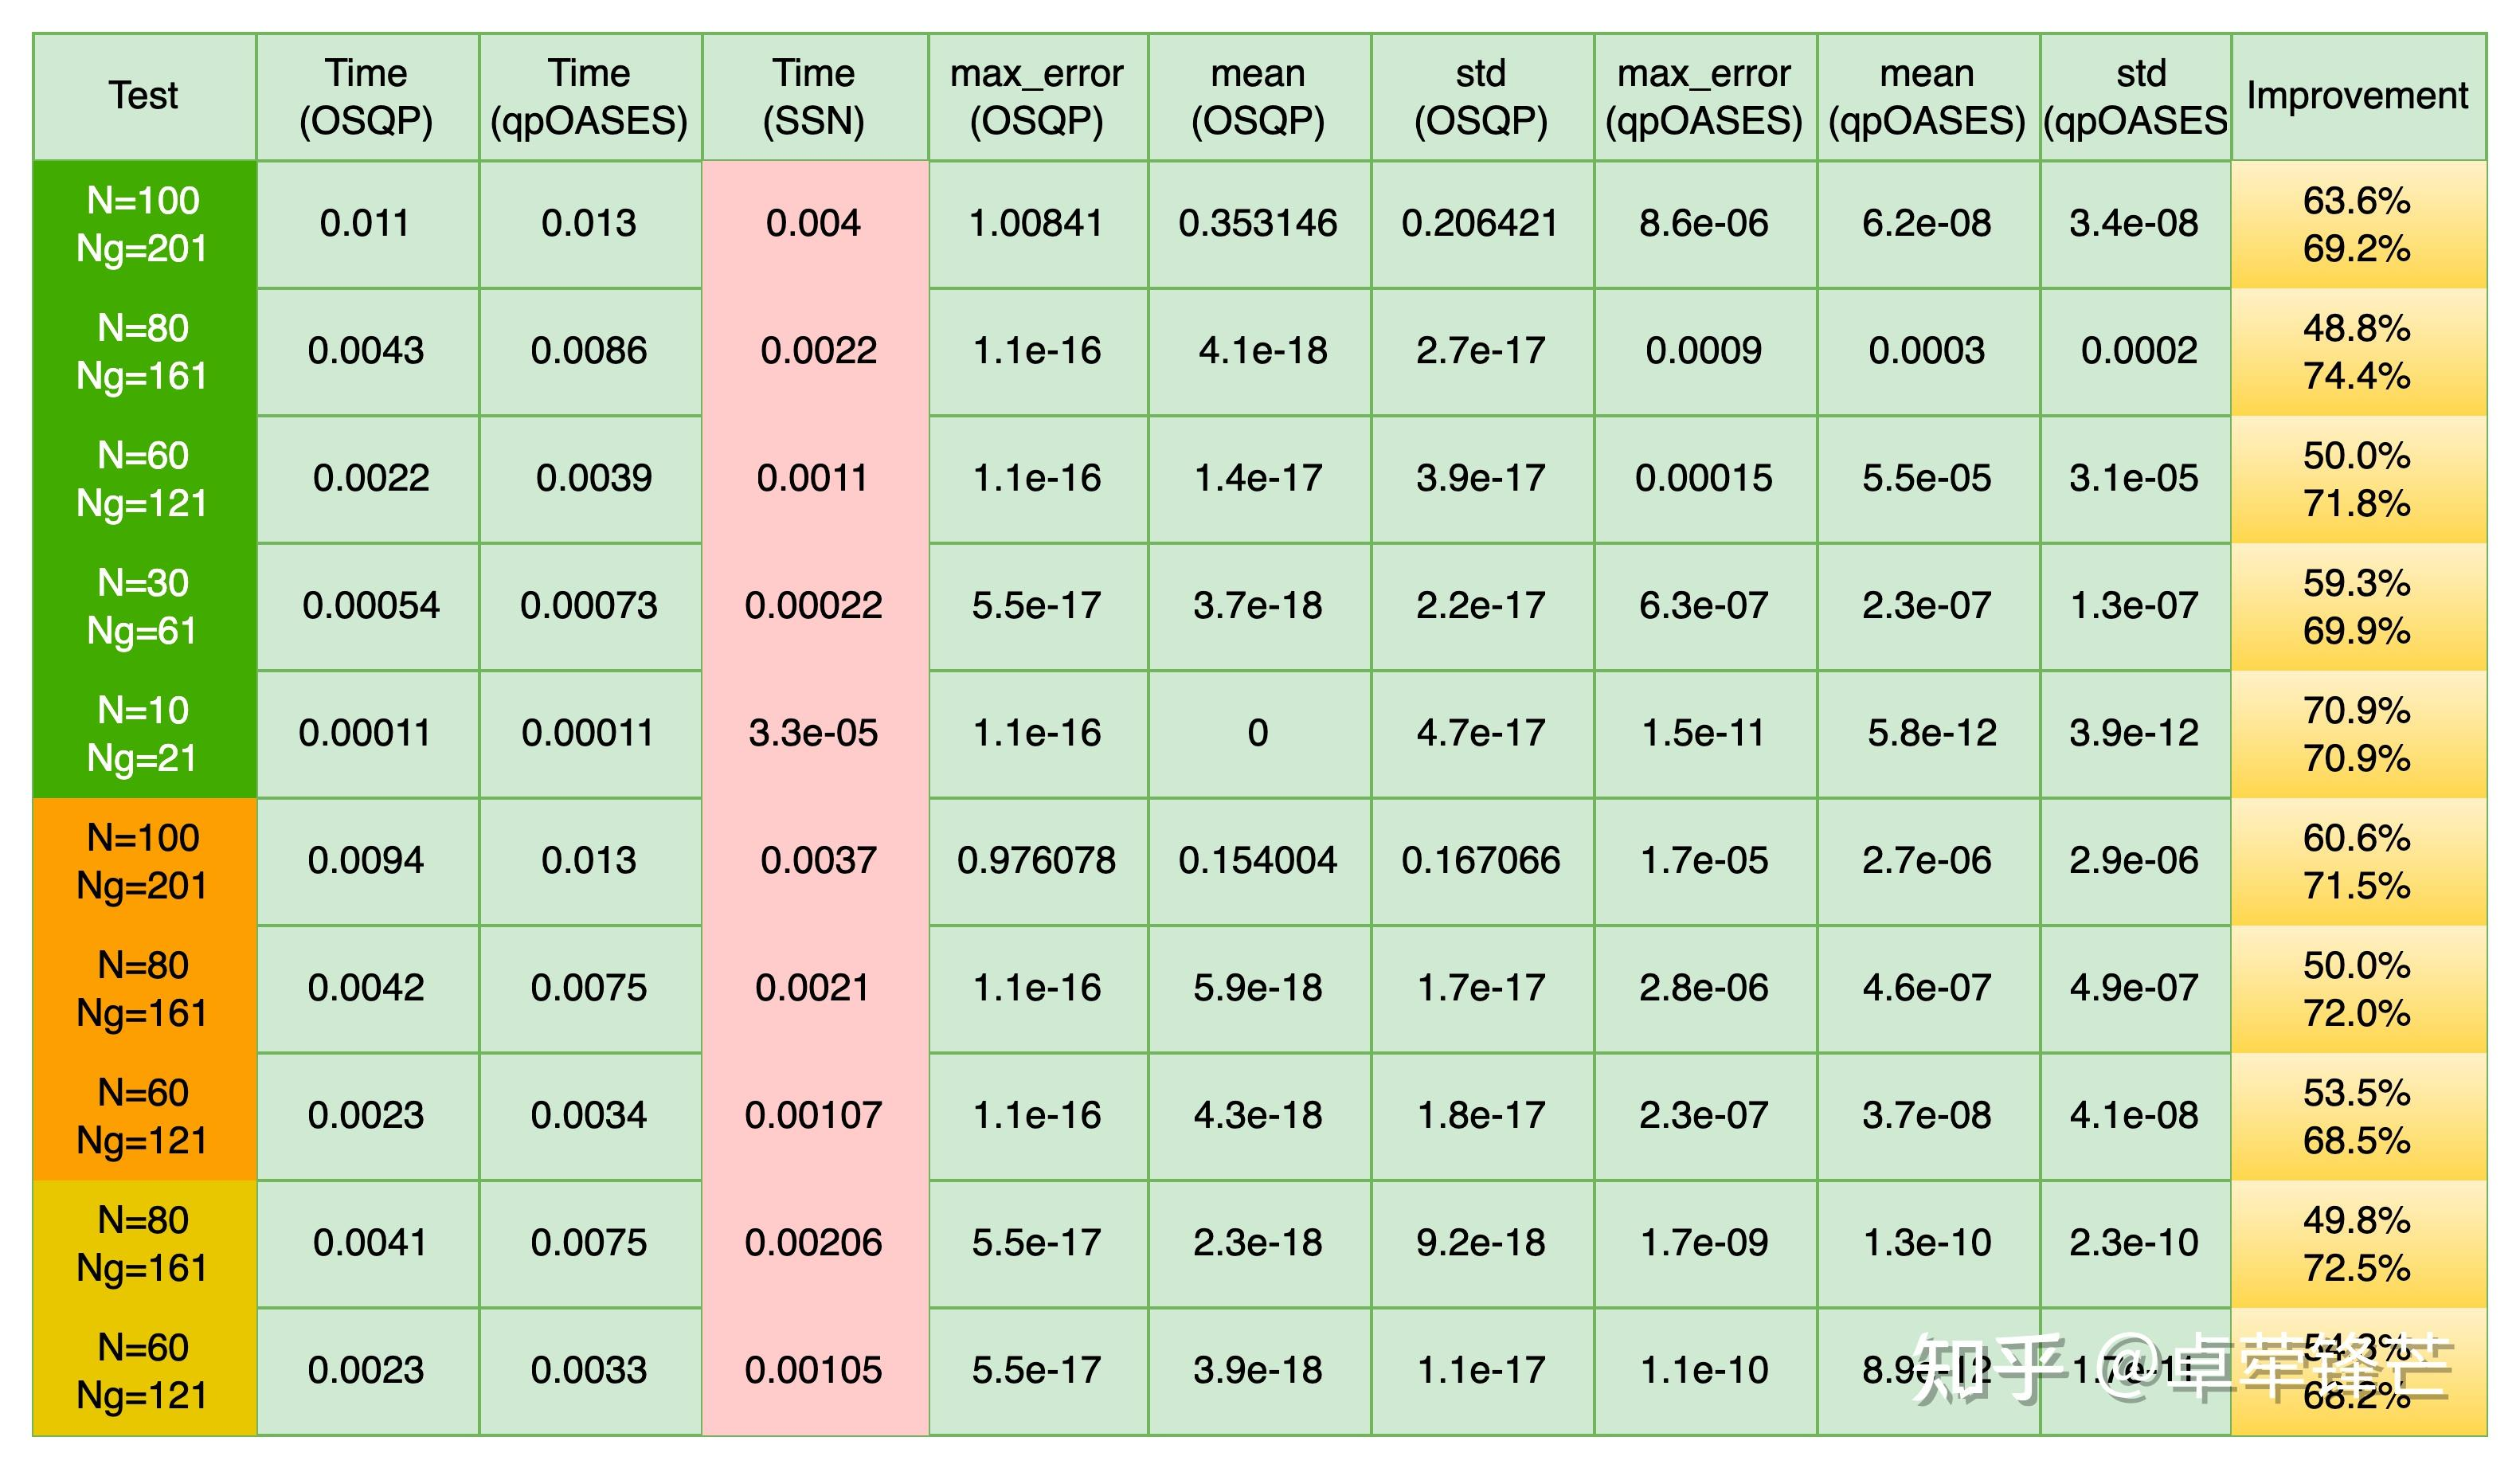 Test
Time
(OSQP)
Time
(qpOASES)
Time
(SSN)
max_error
(OSQP)
mean
(OSQP)
std
(OSQP)
max_error
(qpOASES)
mean
(qpOASES)
std
(qpOASES
Improvement
N=100
Ng=201
0.011
0.013
0.004
1.00841
0.353146
0.206421
8.6e-06
6.2e-08
3.4e-08
63.6%
69.2%
N=80
Ng=161
0.0043
0.0086
0.0022
1.1e-16
4.1e-18
2.7e-17
0.0009
0.0003
0.0002
48.8%
74.4%
N=60
Ng=121
0.0022
0.0039
0.0011
1.1e-16
1.4e-17
3.9e-17
0.00015
5.5e-05
3.1e-05
50.0%
71.8%
N=30
Ng=61
0.00054
0.00073
0.00022
5.5e-17
3.7e-18
2.2e-17
6.3e-07
2.3e-07
1.3e-07
59.3%
69.9%
N=10
Ng=21
0.00011
0.00011
3.3e-05
1.1e-16
0
4.7e-17
1.5e-11
5.8e-12
3.9e-12
70.9%
70.9%
N=100
Ng=201
0.0094
0.013
0.0037
0.976078
0.154004
0.167066
1.7e-05
2.7e-06
2.9e-06
60.6%
71.5%
N=80
Ng=161
0.0042
0.0075
0.0021
1.1e-16
5.9e-18
1.7e-17
2.8e-06
4.6e-07
4.9e-07
50.0%
72.0%
N=60
Ng=121
0.0023
0.0034
0.00107
1.1e-16
4.3e-18
1.8e-17
2.3e-07
3.7e-08
4.1e-08
53.5%
68.5%
N=80
Ng=161
0.0041
0.0075
0.00206
5.5e-17
2.3e-18
9.2e-18
1.7e-09
1.3e-10
2.3e-10
49.8%
72.5%
N=60
Ng=121
0.0023
0.0033
0.00105
5.5e-17
3.9e-18
1.1e-17
1.1e-10
8.9e-12
1.7e-11
54.3%
68.2%
知乎 @卓荦锋芒